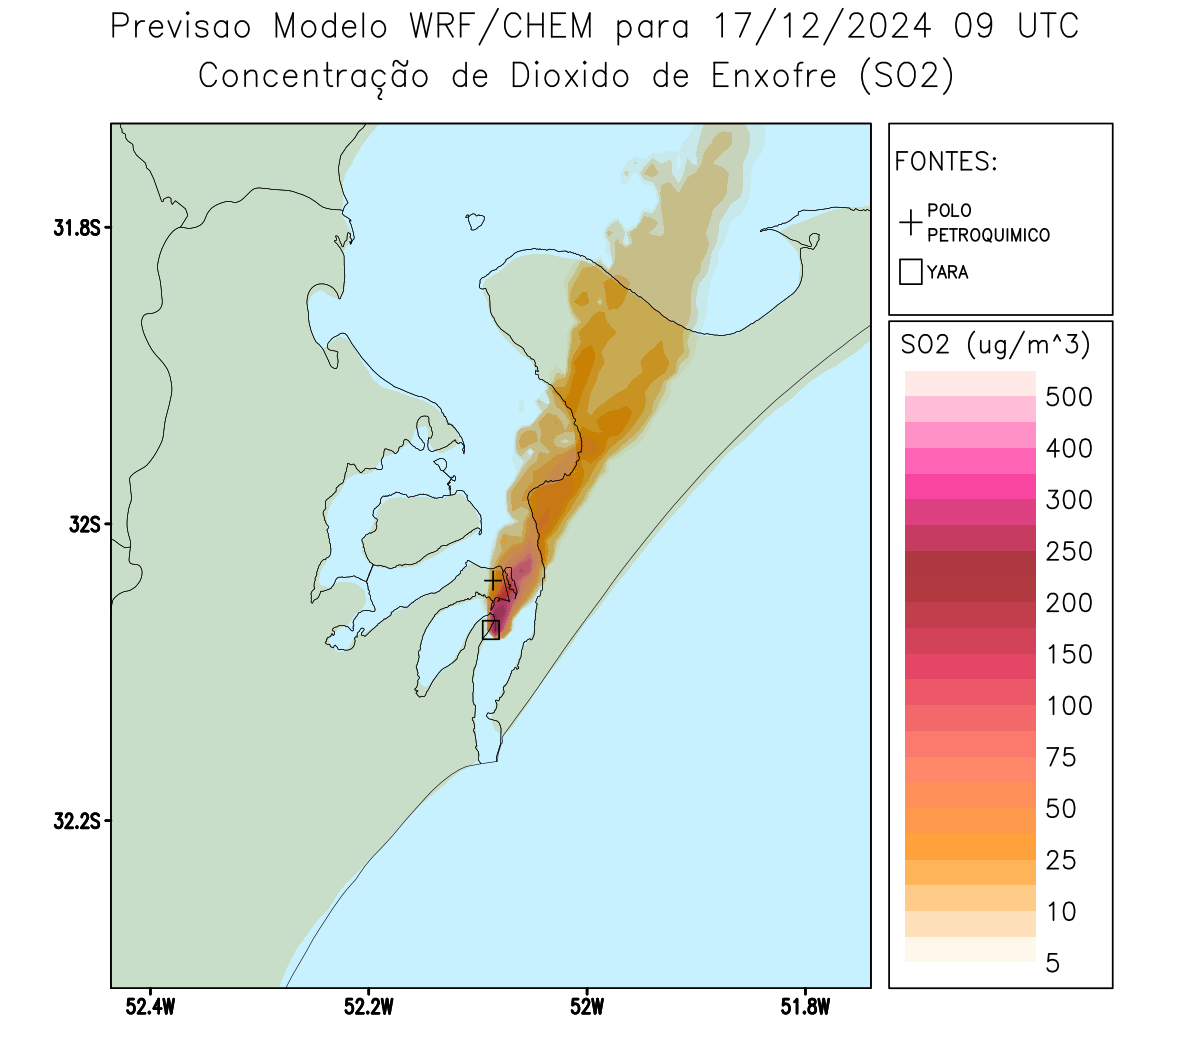 Previsao Modelo WRF/CHEM para 17/12/2024 09 UTC
Concentração de Dioxido de Enxofre (SO2)
FONTES:
POLO
PETROQUIMICO
YARA
SO2 (ug/m^3)
500
400
300
250
200
150
100
75
50
25
10
5
31.8S
32S
32.2S
52.4W
52.2W
52W
51.8W